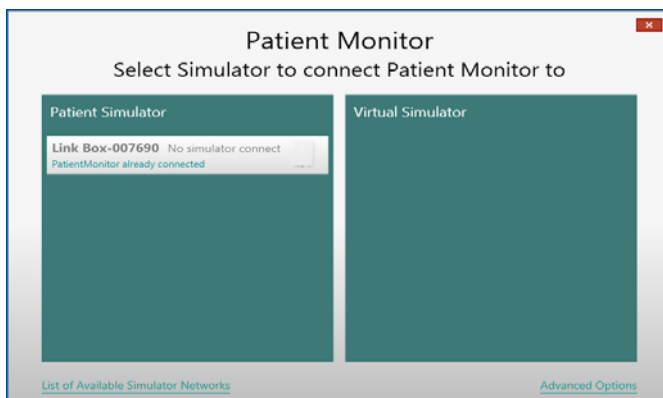 Patient Monitor
Select Simulator to connect Patient Monitor to
Patient Simulator
Virtual Simulator
Link Box-007690 No simulator connect
PatientMonitor already connected
List of Available Simulator Networks
Advanced Options